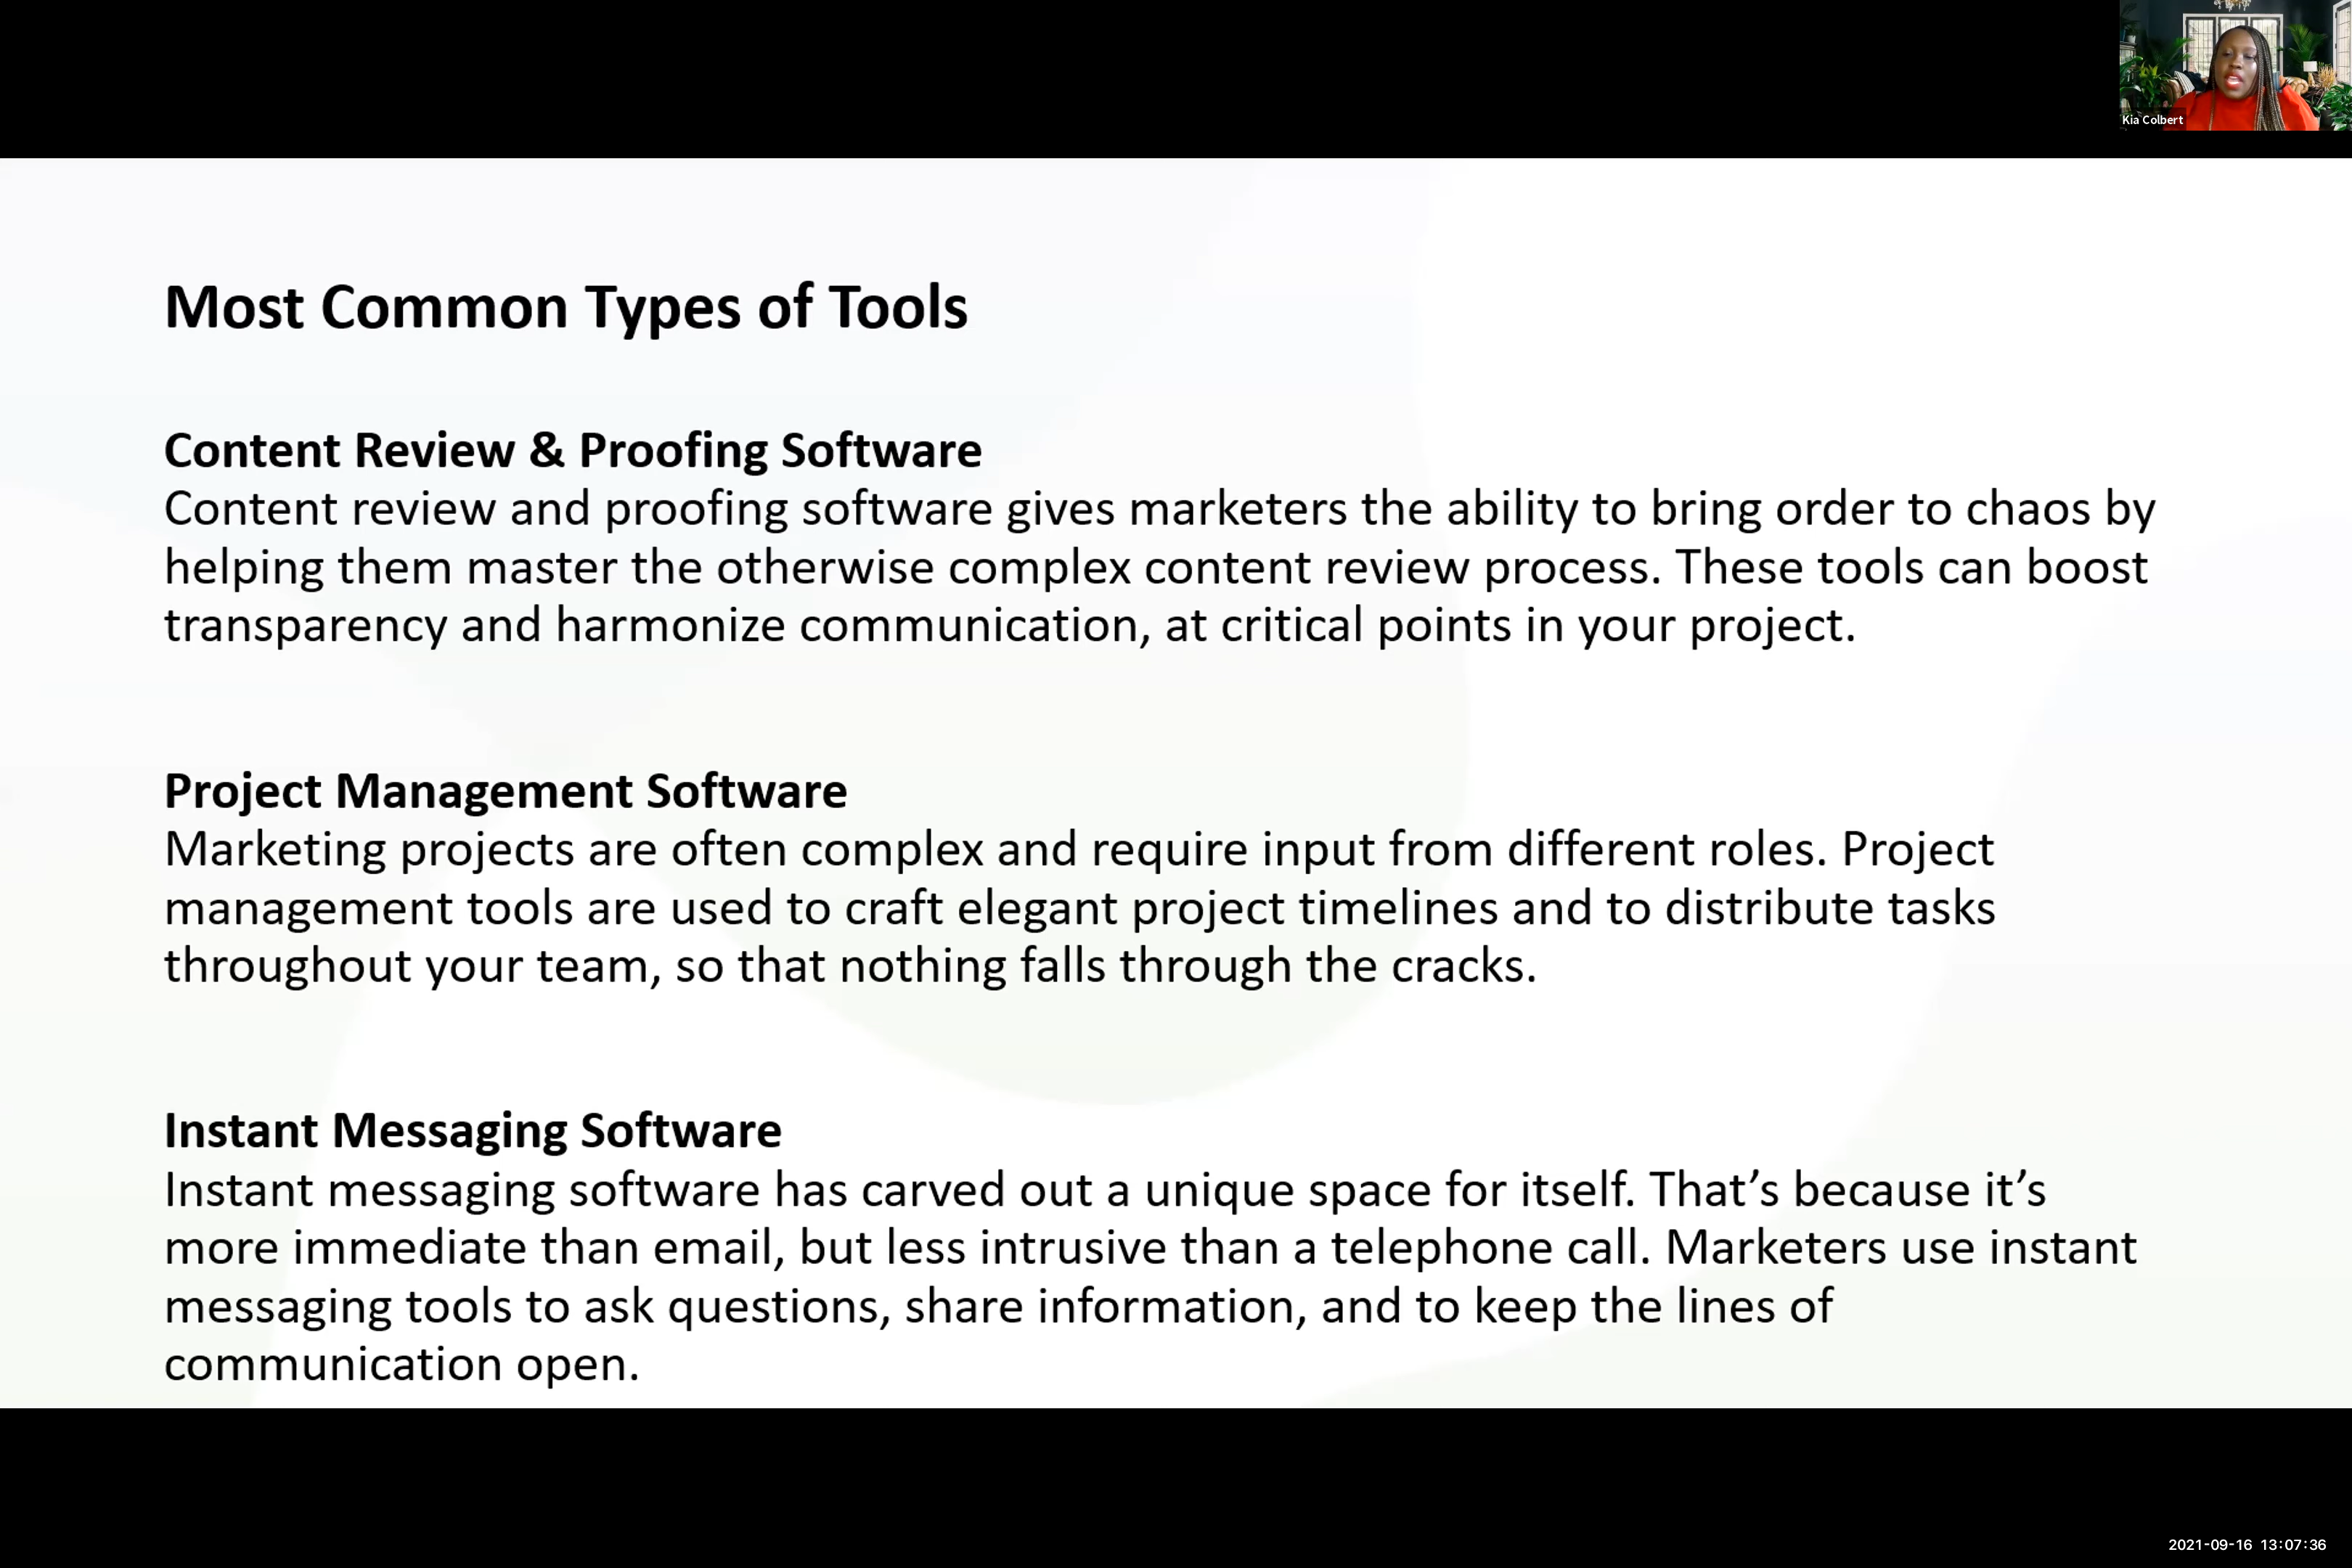 Kia Colbert
Most Common Types of Tools
Content Review & Proofing Software
Content review and proofing software gives marketers the ability to bring order to chaos by
helping them master the otherwise complex content review process. These tools can boost
transparency and harmonize communication, at critical points in your project.
Project Management Software
Marketing projects are often complex and require input from different roles. Project
management tools are used to craft elegant project timelines and to distribute tasks
throughout your team, so that nothing falls through the cracks.
Instant Messaging Software
Instant messaging software has carved out a unique space for itself. That’s because it’s
more immediate than email, but less intrusive than a telephone call. Marketers use instant
messaging tools to ask questions, share information, and to keep the lines of
communication open.
2021-09-16 13:07:36